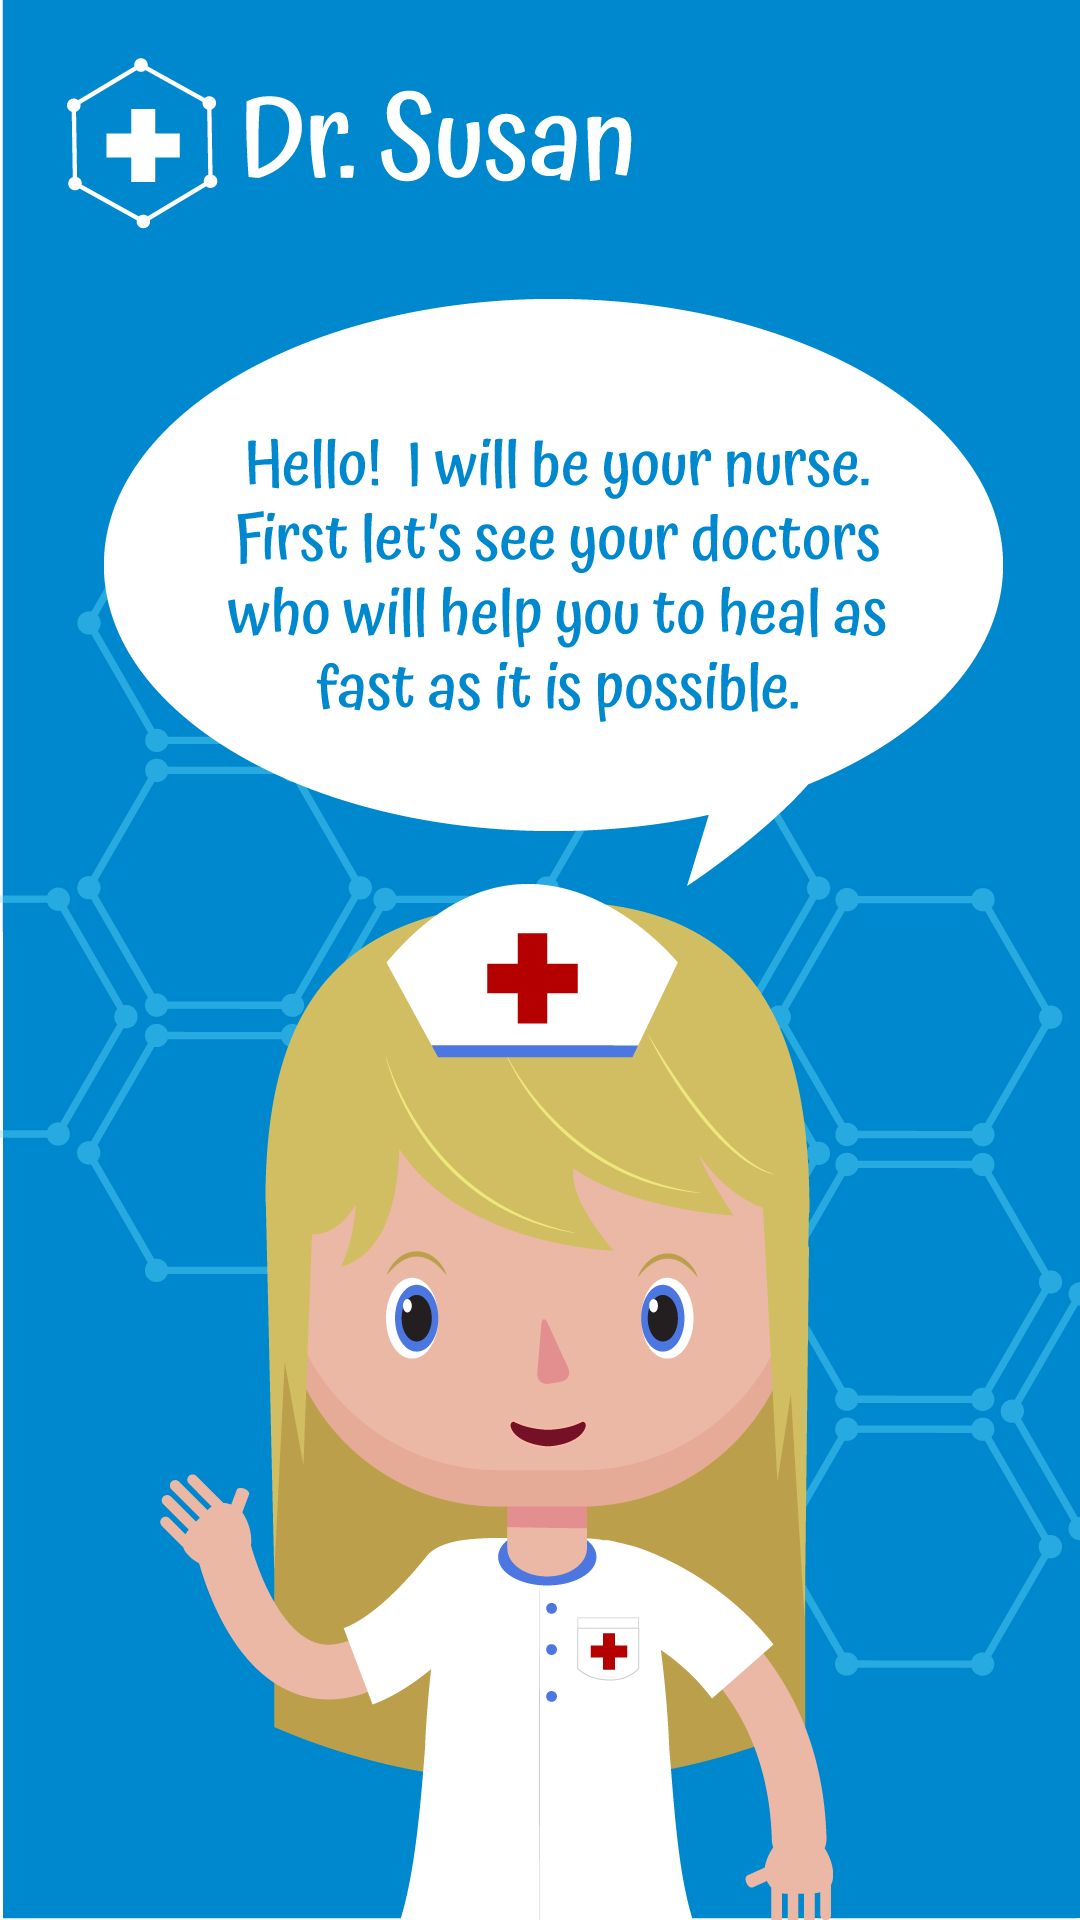 Dr. Susan
Hello! I will be your nurse.
First let's see your doctors
who will help you to heal as
fast as it is possible.